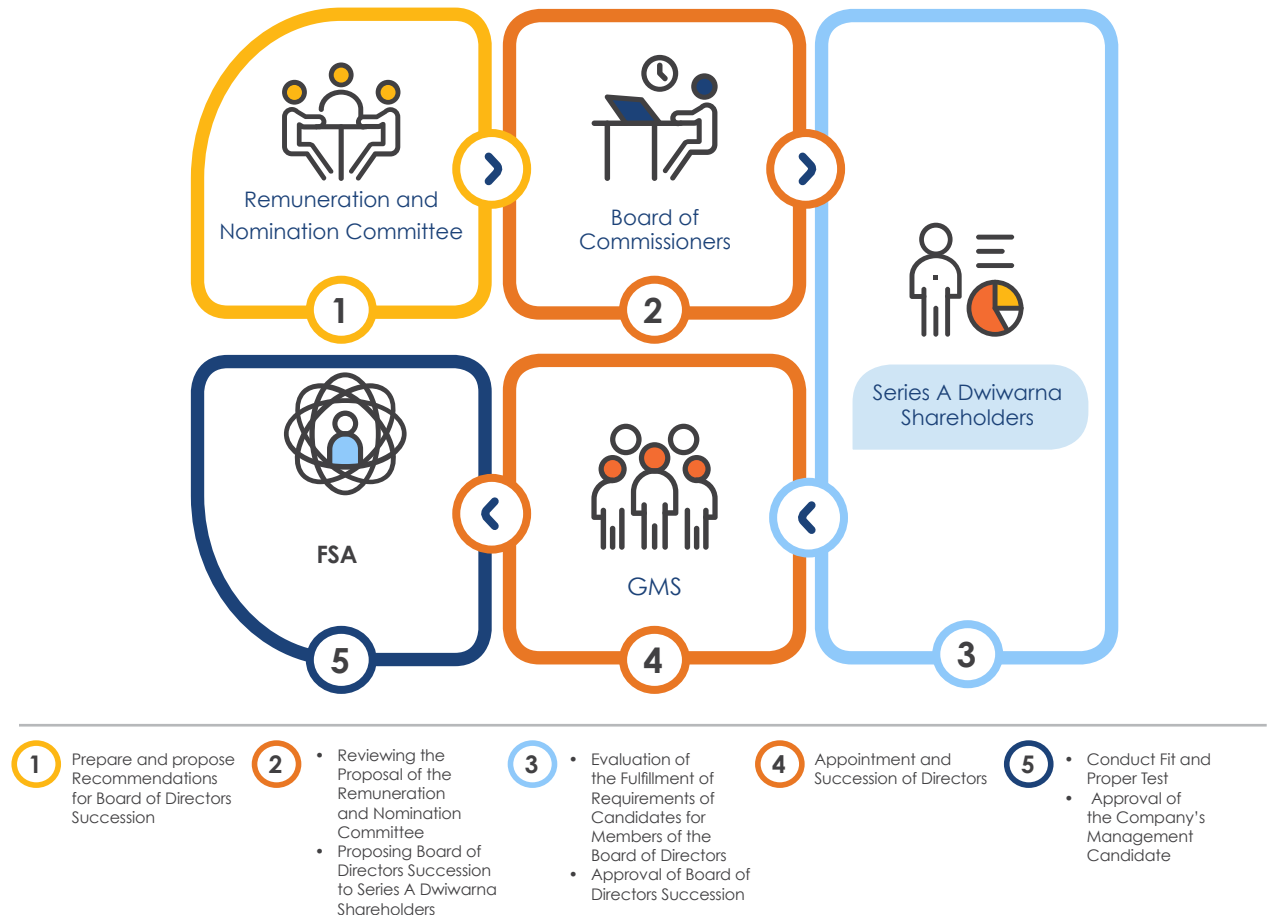 Remuneration and
Nomination Committee
1
Board of
Commissioners
2
Series A Dwiwarna
Shareholders
3
GMS
4
FSA
5
1
Prepare and propose
Recommendations
for Board of Directors
Succession
2
• Reviewing the
Proposal of the
Remuneration
and Nomination
Committee
• Proposing Board of
Directors Succession
to Series A Dwiwarna
Shareholders
3
• Evaluation of
the Fulfillment of
Requirements of
Candidates for
Members of the
Board of Directors
• Approval of Board of
Directors Succession
4
Appointment and
Succession of Directors
5
• Conduct Fit and
Proper Test
• Approval of
the Company’s
Management
Candidate